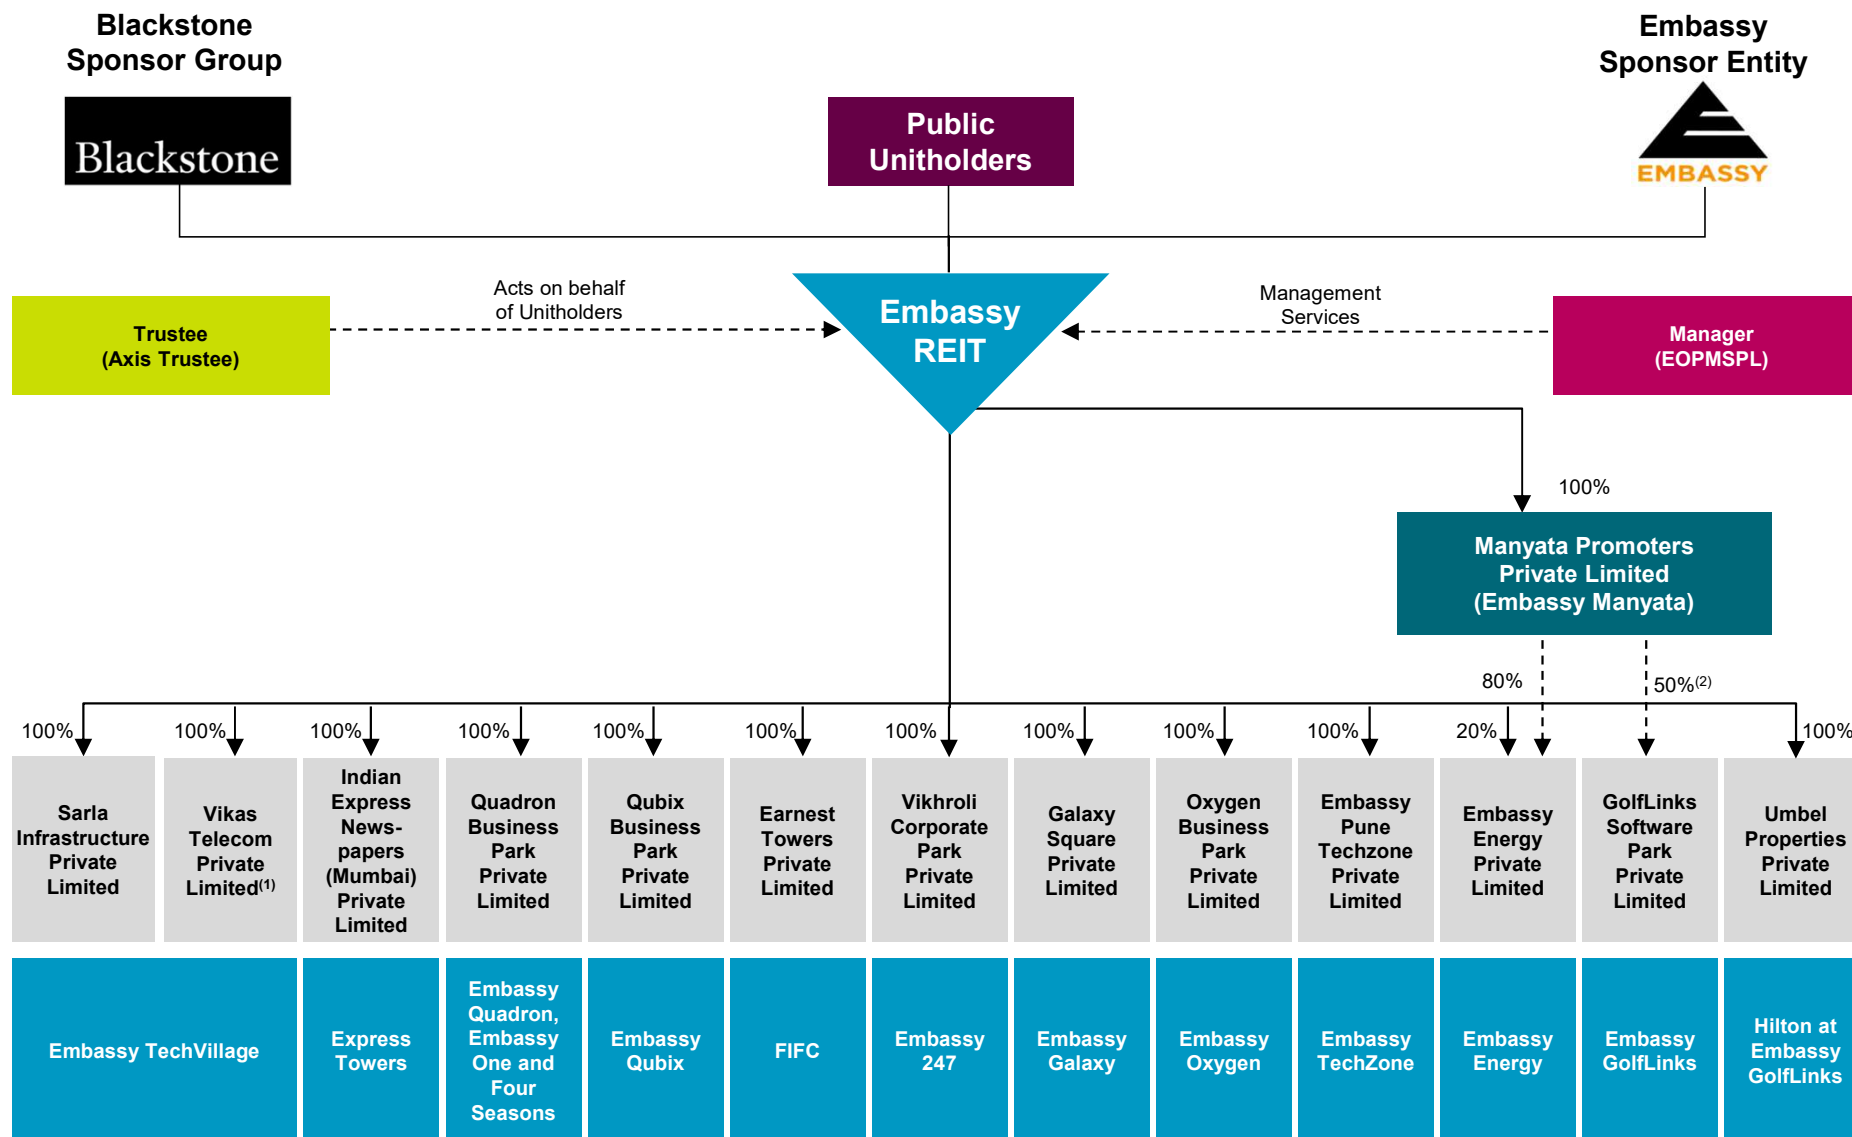 Blackstone
Sponsor Group
Embassy
Sponsor Entity
Blackstone
Public
Unitholders
EMBASSY
Acts on behalf
of Unitholders
Management
Services
Trustee
(Axis Trustee)
Embassy
REIT
Manager
(EOPMSPL)
100%
Manyata Promoters
Private Limited
(Embassy Manyata)
80%
50%(2)
100%
100%
100%
100%
100%
100%
100%
100%
100%
100%
20%
100%
Sarla
Infrastructure
Private
Limited
Vikas
Telecom
Private
Limited(1)
Indian
Express
News-
papers
(Mumbai)
Private
Limited
Quadron
Business
Park
Private
Limited
Qubix
Business
Park
Private
Limited
Earnest
Towers
Private
Limited
Vikhroli
Corporate
Park
Private
Limited
Galaxy
Square
Private
Limited
Oxygen
Business
Park
Private
Limited
Embassy
Pune
Techzone
Private
Limited
Embassy
Energy
Private
Limited
GolfLinks
Software
Park
Private
Limited
Umbel
Properties
Private
Limited
Embassy TechVillage
Express
Towers
Embassy
Quadron,
Embassy
One and
Four
Seasons
Embassy
Qubix
FIFC
Embassy
247
Embassy
Galaxy
Embassy
Oxygen
Embassy
TechZone
Embassy
Energy
Embassy
GolfLinks
Hilton at
Embassy
GolfLinks